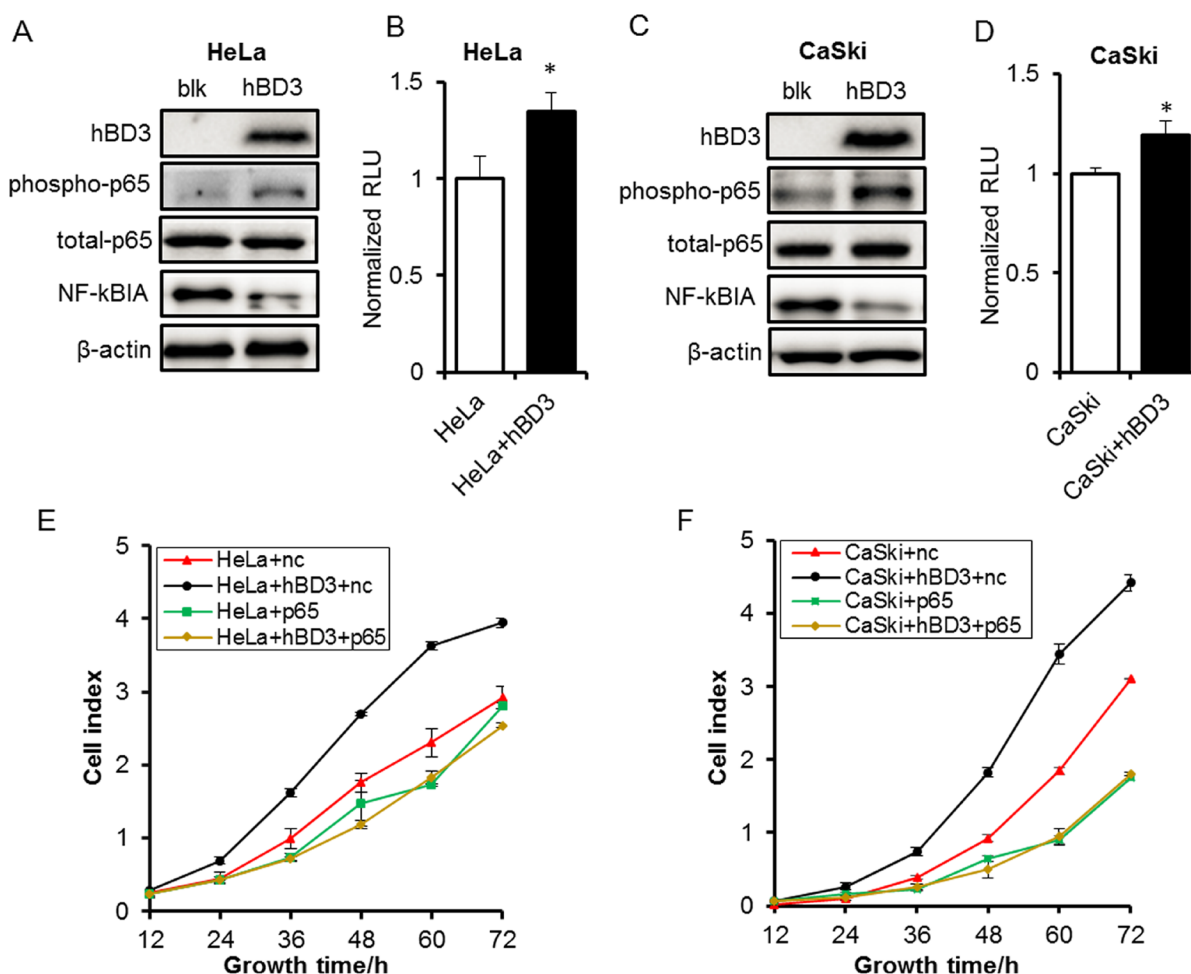 A
HeLa
blk hBD3
hBD3
phospho-p65
total-p65
NF-kBIA
β-actin
B
HeLa
Normalized RLU
1.5
*
1
0.5
0
HeLa
HeLa+hBD3
C
CaSki
blk hBD3
hBD3
phospho-p65
total-p65
NF-kBIA
β-actin
D
CaSki
Normalized RLU
1.5
*
1
0.5
0
CaSki
CaSki+hBD3
E
HeLa+nc
HeLa+hBD3+nc
HeLa+p65
HeLa+hBD3+p65
Cell index
5
4
3
2
1
0
12 24 36 48 60 72
Growth time/h
F
CaSki+nc
CaSki+hBD3+nc
CaSki+p65
CaSki+hBD3+p65
Cell index
5
4
3
2
1
0
12 24 36 48 60 72
Growth time/h